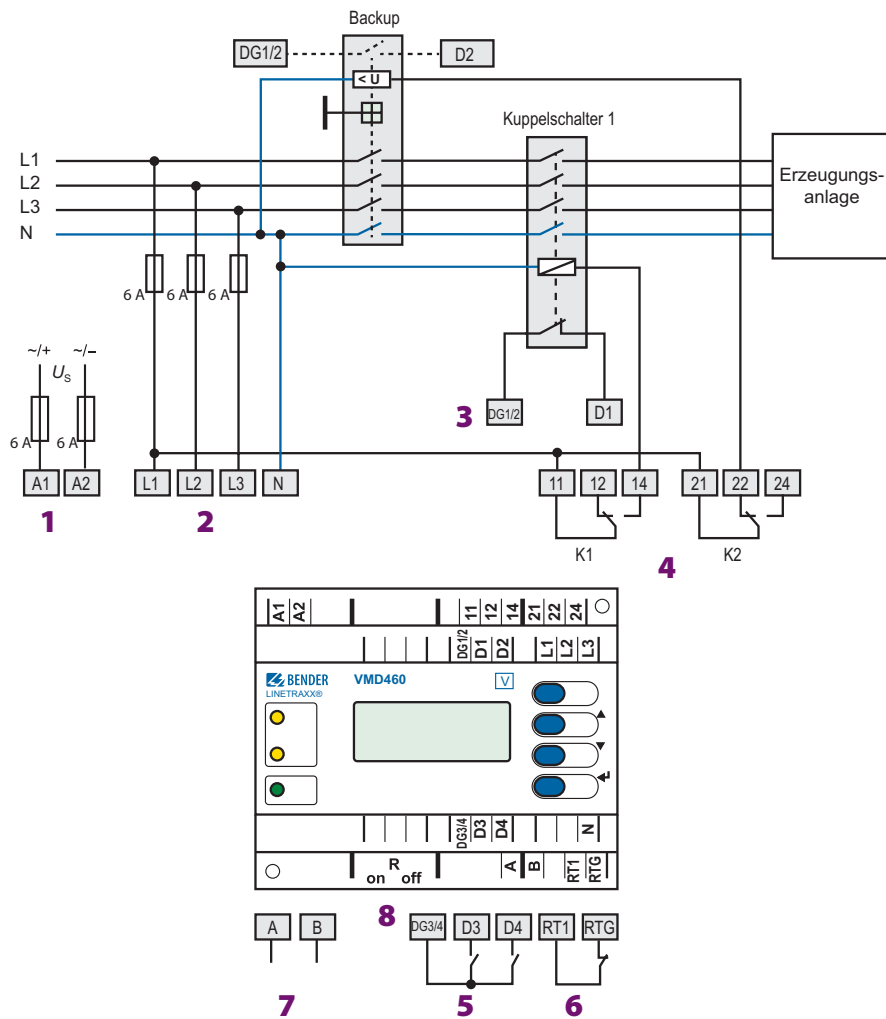 Backup
DG1/2
D2
< U
Kuppelschalter 1
L1
L2
L3
N
Erzeugungs-
anlage
6 A
6 A
6 A
~/+
~/–
US
6 A
6 A
3
DG1/2
D1
A1
A2
L1
L2
L3
N
11
12
14
21
22
24
1
2
K1
4
K2
A1
A2
11
12
14
21
22
24
DG1/2
D1
D2
L1
L2
L3
BENDER
LINETRAXX®
VMD460
V
DG3/4
D3
D4
N
R
on off
A
B
RT1
RTG
8
A
B
DG3/4
D3
D4
RT1
RTG
7
5
6